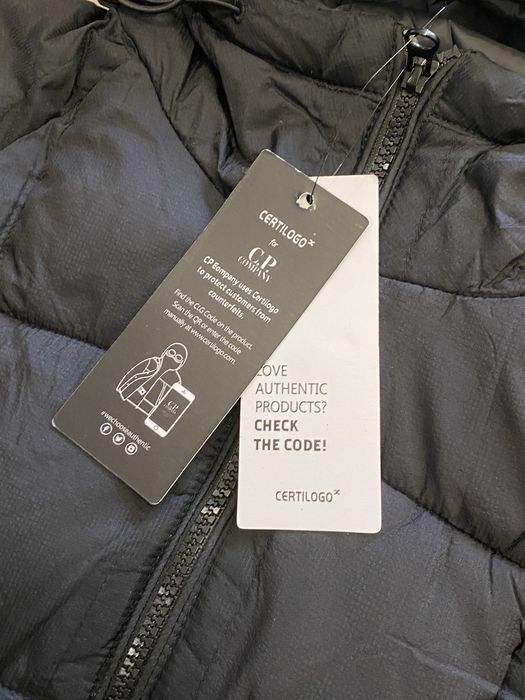 CERTILOGO
for
C.P.
COMPANY
CP Eompany uses Certilogo
to protect customers from
counterfeits.
Find the CLG Code on the product.
Scan the QR or enter the code
manually at www.certilogo.com
C.P.
#wechooseauthentic
LOVE
AUTHENTIC
PRODUCTS?
CHECK
THE CODE!
CERTILOGO